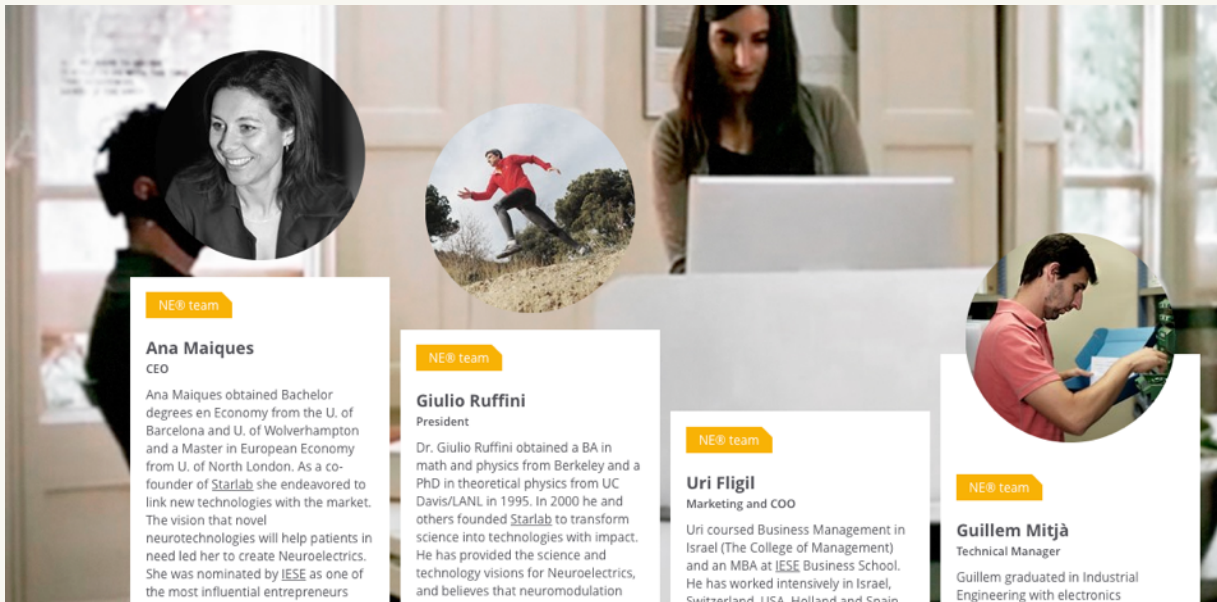 NE® team
Ana Maiques
CEO
Ana Maiques obtained Bachelor
degrees en Economy from the U. of
Barcelona and U. of Wolverhampton
and a Master in European Economy
from U. of North London. As a co-
founder of Starlab she endeavored to
link new technologies with the market.
The vision that novel
neurotechnologies will help patients in
need led her to create Neuroelectrics.
She was nominated by IESE as one of
the most influential entrepreneurs
NE® team
Giulio Ruffini
President
Dr. Giulio Ruffini obtained a BA in
math and physics from Berkeley and a
PhD in theoretical physics from UC
Davis/LANL in 1995. In 2000 he and
others founded Starlab to transform
science into technologies with impact.
He has provided the science and
technology visions for Neuroelectrics,
and believes that neuromodulation
NE® team
Uri Fligil
Marketing and COO
Uri coursed Business Management in
Israel (The College of Management)
and an MBA at IESE Business School.
He has worked intensively in Israel,
Switzerland, USA, Holland and Spain
NE® team
Guillem Mitjà
Technical Manager
Guillem graduated in Industrial
Engineering with electronics